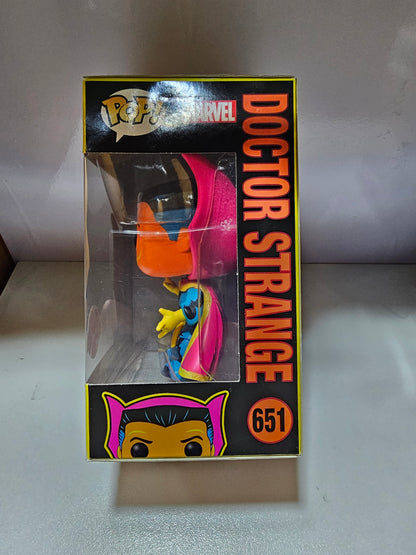 POP!
MARVEL
DOCTOR STRANGE
651